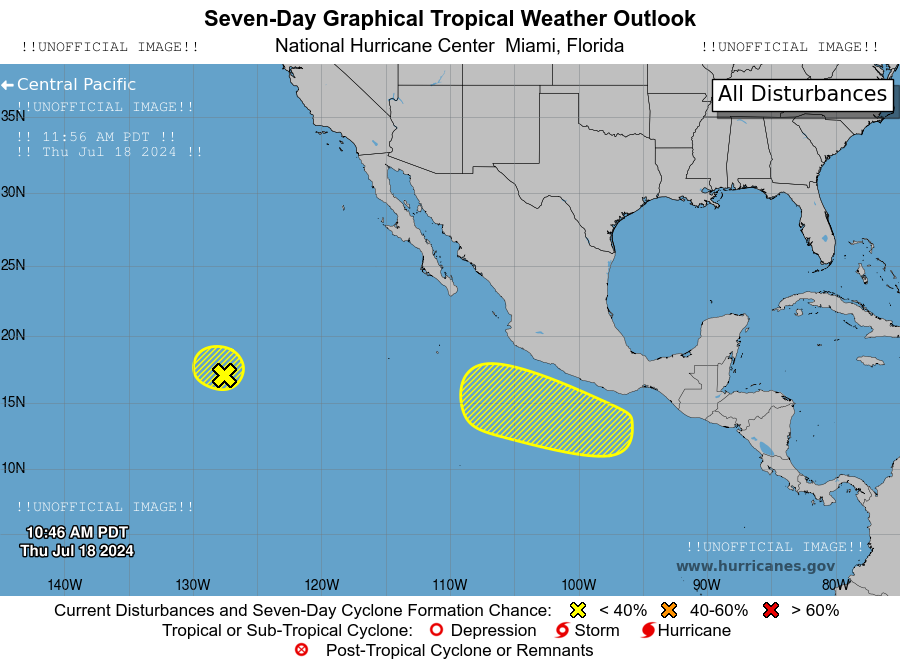 Seven-Day Graphical Tropical Weather Outlook
!!UNOFFICIAL IMAGE!! National Hurricane Center Miami, Florida !!UNOFFICIAL IMAGE!!
Central Pacific
All Disturbances
!!UNOFFICIAL IMAGE!!
35N
!! 11:56 AM PDT !!
!! Thu Jul 18 2024 !!
30N
25N
20N
15N
10N
!!UNOFFICIAL IMAGE!!
10:46 AM PDT
Thu Jul 18 2024
!!UNOFFICIAL IMAGE!!
www.hurricanes.gov
140W 130W 120W 110W 100W 90W 80W
Current Disturbances and Seven-Day Cyclone Formation Chance: < 40% 40-60% > 60%
Tropical or Sub-Tropical Cyclone: Depression Storm Hurricane
Post-Tropical Cyclone or Remnants